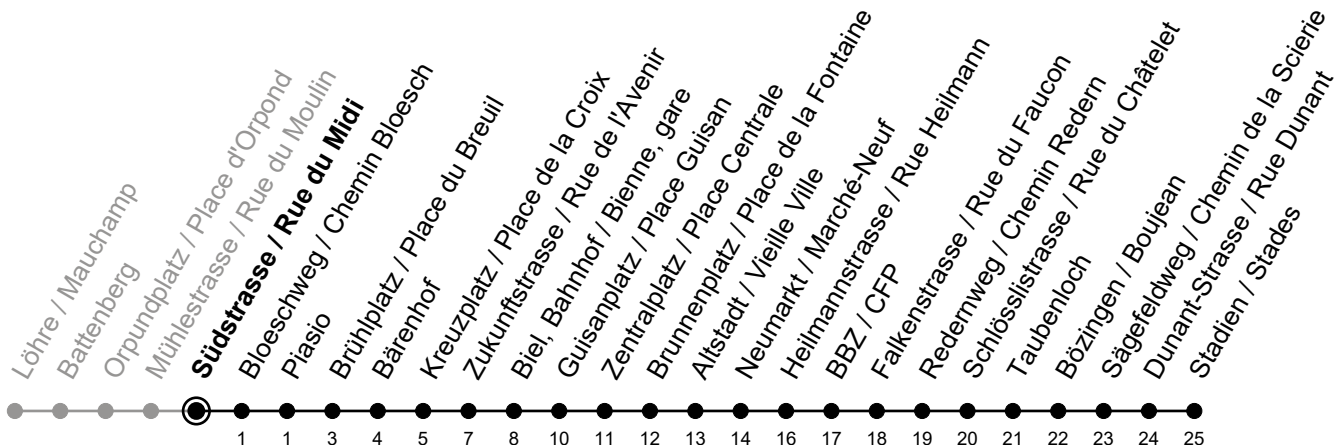 Löhre / Mauchamp
Battenberg
Orpundplatz / Place d'Orpond
Mühlestrasse / Rue du Moulin
Südstrasse / Rue du Midi
Bloeschweg / Chemin Bloesch
Piasio
Brühlplatz / Place du Breuil
Bärenhof
Kreuzplatz / Place de la Croix
Zukunftstrasse / Rue de l'Avenir
Biel, Bahnhof / Bienne, gare
Guisanplatz / Place Guisan
Zentralplatz / Place Centrale
Brunnenplatz / Place de la Fontaine
Altstadt / Vieille Ville
Neumarkt / Marché-Neuf
Heilmannstrasse / Rue Heilmann
BBZ / CFP
Falkenstrasse / Rue du Faucon
Redernweg / Chemin Redern
Schlösslistrasse / Rue du Châtelet
Taubenloch
Bözingen / Boujean
Sägefeldweg / Chemin de la Scierie
Dunant-Strasse / Rue Dunant
Stadien / Stades
1 1 3 4 5 7 8 10 11 12 13 14 16 17 18 19 20 21 22 23 24 25